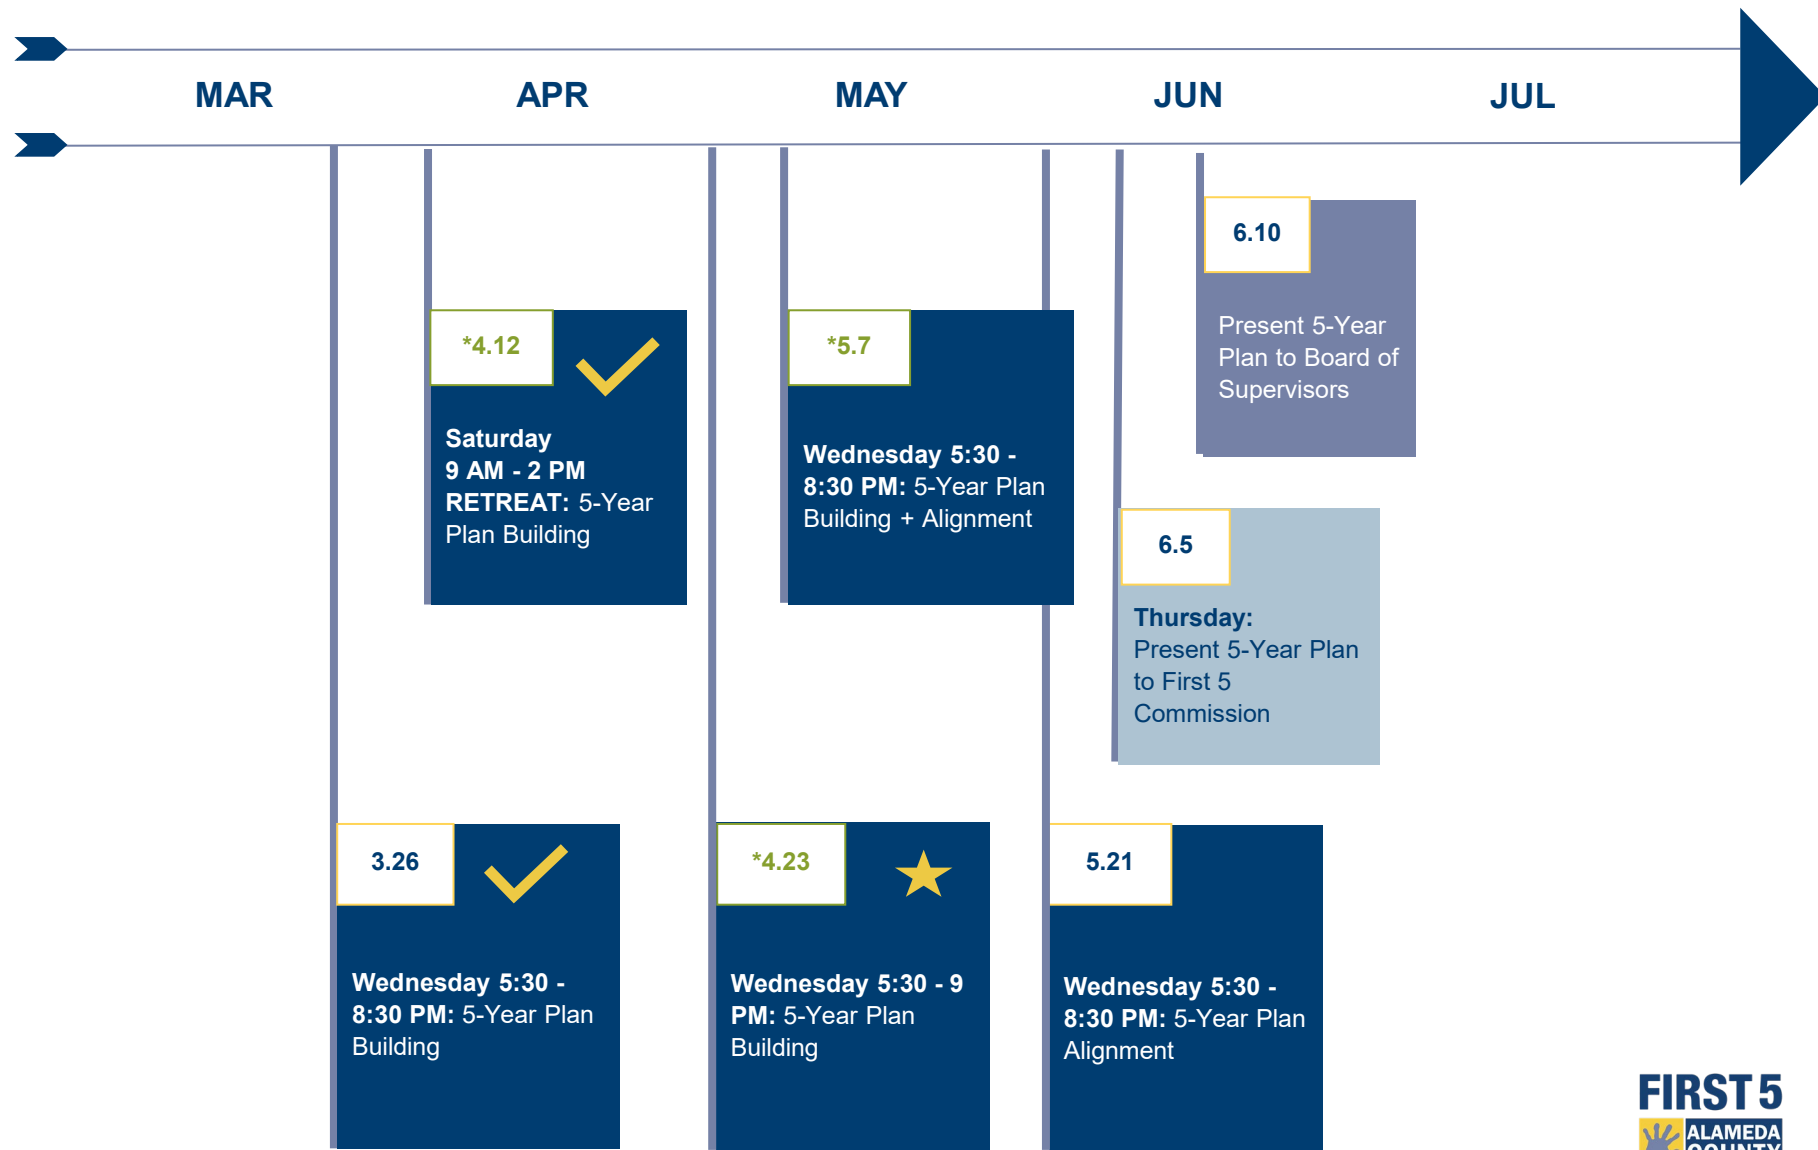 MAR
APR
MAY
JUN
JUL
6.10
Present 5-Year
Plan to Board of
Supervisors
*4.12
Saturday
9 AM - 2 PM
RETREAT: 5-Year
Plan Building
*5.7
Wednesday 5:30 -
8:30 PM: 5-Year Plan
Building + Alignment
6.5
Thursday:
Present 5-Year Plan
to First 5
Commission
3.26
Wednesday 5:30 -
8:30 PM: 5-Year Plan
Building
*4.23
Wednesday 5:30 - 9
PM: 5-Year Plan
Building
5.21
Wednesday 5:30 -
8:30 PM: 5-Year Plan
Alignment
FIRST 5
ALAMEDA
COUNTY